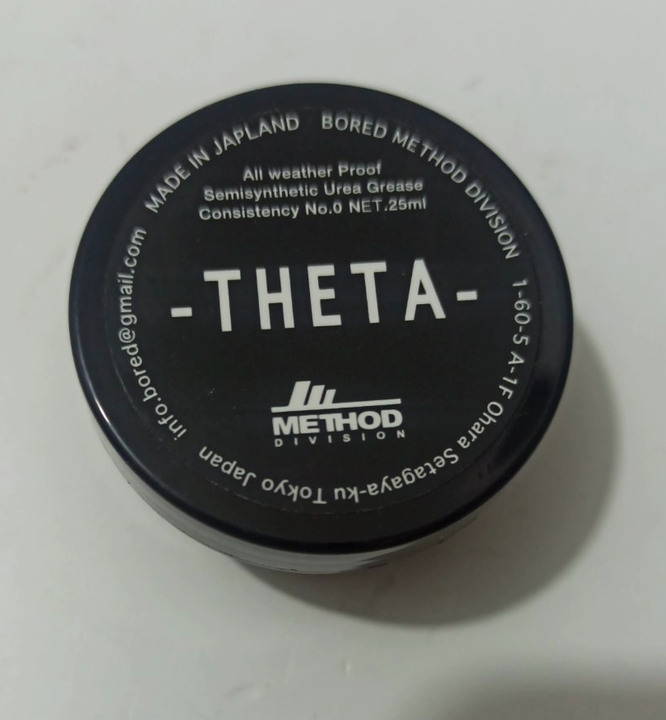 MADE IN JAPLAND BORED METHOD DIVISION 1-60-5 A-1F Ohara Setagaya-ku Tokyo Japan info.bored@gmail.com
All weather Proof
Semisynthetic Urea Grease
Consistency No.0 NET.25ml
-THETA-
METHOD
DIVISION